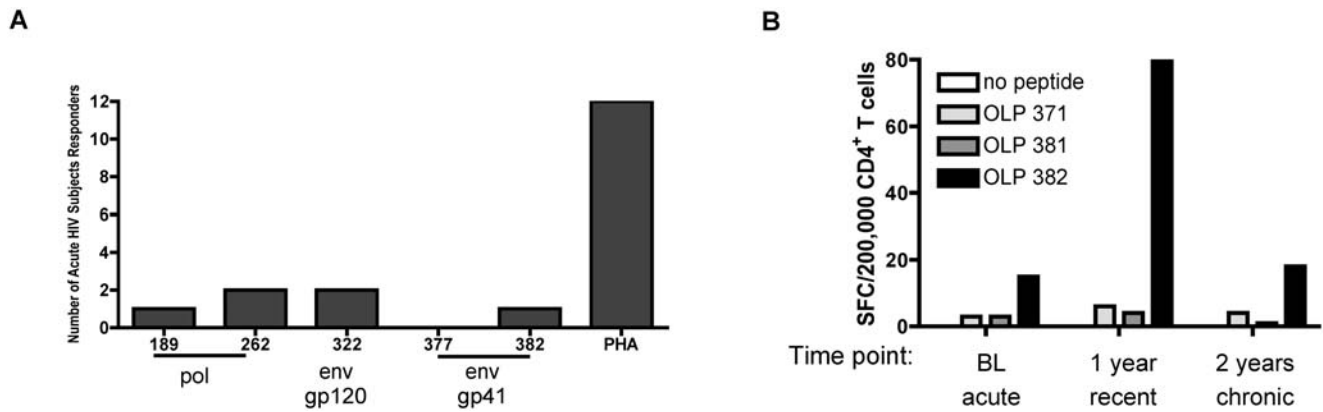 A
Number of Acute HIV Subjects Responders
12
10
8
6
4
2
0
189 262 322 377 382 PHA
pol env env
gp120 gp41
B
SFC/200,000 CD4⁺ T cells
80
60
40
20
0
no peptide
OLP 371
OLP 381
OLP 382
Time point: BL 1 year 2 years
acute recent chronic